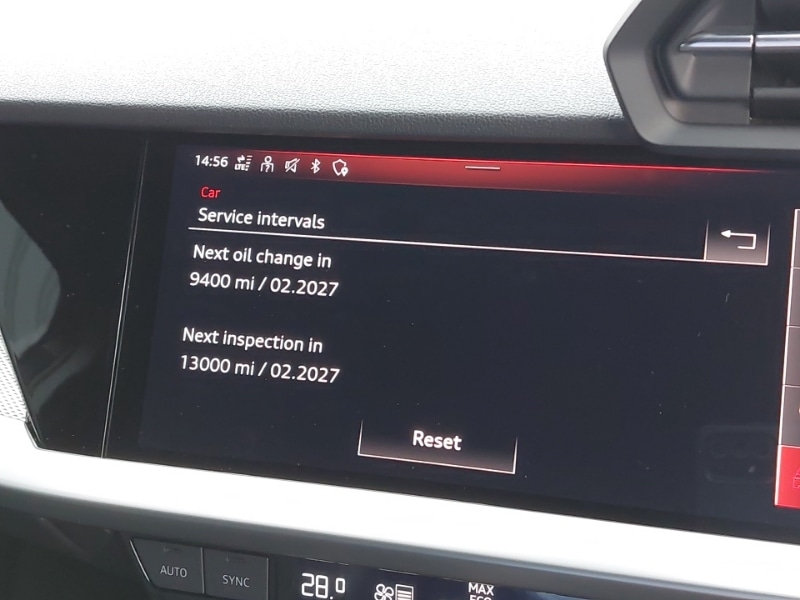 14:56
Car
Service intervals
Next oil change in
9400 mi / 02.2027
Next inspection in
13000 mi / 02.2027
Reset
AUTO
SYNC
28.0
MAX
ECO